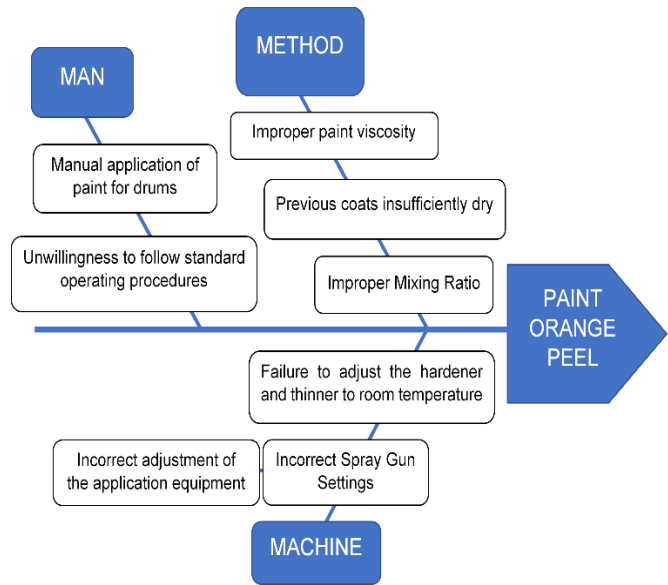 METHOD
MAN
Improper paint viscosity
Manual application of
paint for drums
Previous coats insufficiently dry
Unwillingness to follow standard
operating procedures
Improper Mixing Ratio
PAINT
ORANGE
PEEL
Failure to adjust the hardener
and thinner to room temperature
Incorrect adjustment of
the application equipment
Incorrect Spray Gun
Settings
MACHINE